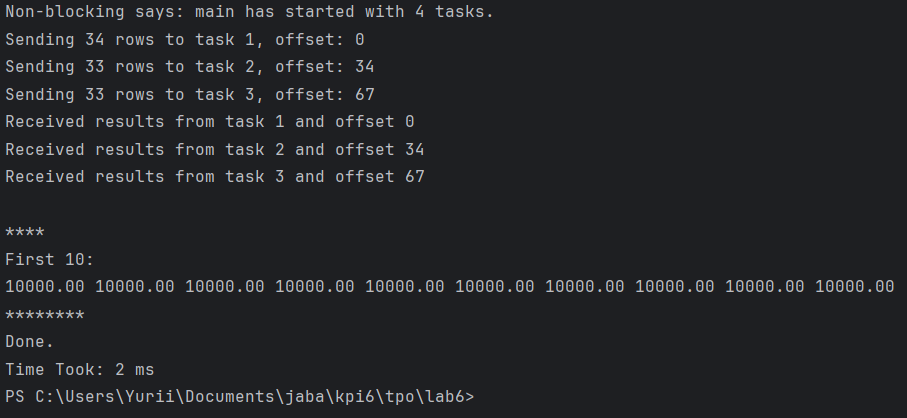 Non-blocking says: main has started with 4 tasks.
Sending 34 rows to task 1, offset: 0
Sending 33 rows to task 2, offset: 34
Sending 33 rows to task 3, offset: 67
Received results from task 1 and offset 0
Received results from task 2 and offset 34
Received results from task 3 and offset 67
****
First 10:
10000.00 10000.00 10000.00 10000.00 10000.00 10000.00 10000.00 10000.00 10000.00 10000.00
********
Done.
Time Took: 2 ms
PS C:\Users\Yurii\Documents\jaba\kpi6\tpo\lab6>